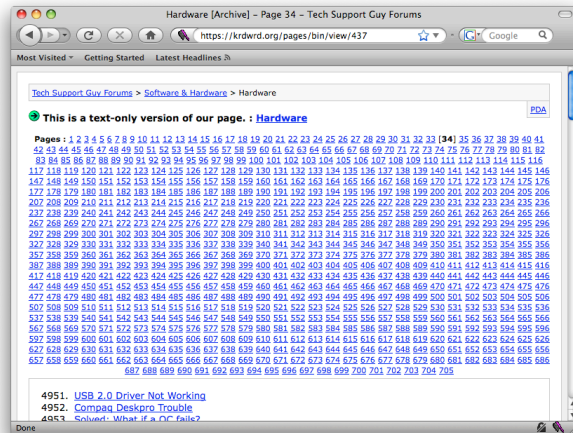 Hardware [Archive] - Page 34 - Tech Support Guy Forums
https://krdwrd.org/pages/bin/view/437
Google
Most Visited Getting Started Latest Headlines
Tech Support Guy Forums > Software & Hardware > Hardware
PDA
This is a text-only version of our page. : Hardware
Pages : 1 2 3 4 5 6 7 8 9 10 11 12 13 14 15 16 17 18 19 20 21 22 23 24 25 26 27 28 29 30 31 32 33 [34] 35 36 37 38 39 40 41
42 43 44 45 46 47 48 49 50 51 52 53 54 55 56 57 58 59 60 61 62 63 64 65 66 67 68 69 70 71 72 73 74 75 76 77 78 79 80 81 82
83 84 85 86 87 88 89 90 91 92 93 94 95 96 97 98 99 100 101 102 103 104 105 106 107 108 109 110 111 112 113 114 115 116
117 118 119 120 121 122 123 124 125 126 127 128 129 130 131 132 133 134 135 136 137 138 139 140 141 142 143 144 145 146
147 148 149 150 151 152 153 154 155 156 157 158 159 160 161 162 163 164 165 166 167 168 169 170 171 172 173 174 175 176
177 178 179 180 181 182 183 184 185 186 187 188 189 190 191 192 193 194 195 196 197 198 199 200 201 202 203 204 205 206
207 208 209 210 211 212 213 214 215 216 217 218 219 220 221 222 223 224 225 226 227 228 229 230 231 232 233 234 235 236
237 238 239 240 241 242 243 244 245 246 247 248 249 250 251 252 253 254 255 256 257 258 259 260 261 262 263 264 265 266
267 268 269 270 271 272 273 274 275 276 277 278 279 280 281 282 283 284 285 286 287 288 289 290 291 292 293 294 295 296
297 298 299 300 301 302 303 304 305 306 307 308 309 310 311 312 313 314 315 316 317 318 319 320 321 322 323 324 325 326
327 328 329 330 331 332 333 334 335 336 337 338 339 340 341 342 343 344 345 346 347 348 349 350 351 352 353 354 355 356
357 358 359 360 361 362 363 364 365 366 367 368 369 370 371 372 373 374 375 376 377 378 379 380 381 382 383 384 385 386
387 388 389 390 391 392 393 394 395 396 397 398 399 400 401 402 403 404 405 406 407 408 409 410 411 412 413 414 415 416
417 418 419 420 421 422 423 424 425 426 427 428 429 430 431 432 433 434 435 436 437 438 439 440 441 442 443 444 445 446
447 448 449 450 451 452 453 454 455 456 457 458 459 460 461 462 463 464 465 466 467 468 469 470 471 472 473 474 475 476
477 478 479 480 481 482 483 484 485 486 487 488 489 490 491 492 493 494 495 496 497 498 499 500 501 502 503 504 505 506
507 508 509 510 511 512 513 514 515 516 517 518 519 520 521 522 523 524 525 526 527 528 529 530 531 532 533 534 535 536
537 538 539 540 541 542 543 544 545 546 547 548 549 550 551 552 553 554 555 556 557 558 559 560 561 562 563 564 565 566
567 568 569 570 571 572 573 574 575 576 577 578 579 580 581 582 583 584 585 586 587 588 589 590 591 592 593 594 595 596
597 598 599 600 601 602 603 604 605 606 607 608 609 610 611 612 613 614 615 616 617 618 619 620 621 622 623 624 625 626
627 628 629 630 631 632 633 634 635 636 637 638 639 640 641 642 643 644 645 646 647 648 649 650 651 652 653 654 655 656
657 658 659 660 661 662 663 664 665 666 667 668 669 670 671 672 673 674 675 676 677 678 679 680 681 682 683 684 685 686
687 688 689 690 691 692 693 694 695 696 697 698 699 700 701 702 703 704 705
4951. USB 2.0 Driver Not Working
4952. Compaq Deskpro Trouble
4953. Solved: What if a QC fails?
Done